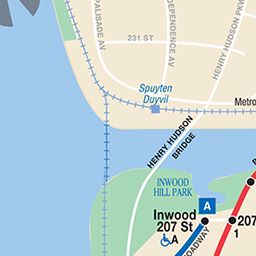 PALISADE AV
INDEPENDENCE AV
HENRY HUDSON PKWY
231 ST
Spuyten
Duyvil
Metro
HENRY HUDSON
BRIDGE
INWOOD
HILL PARK
A
Inwood
207 St
A
207
1
BROADWAY